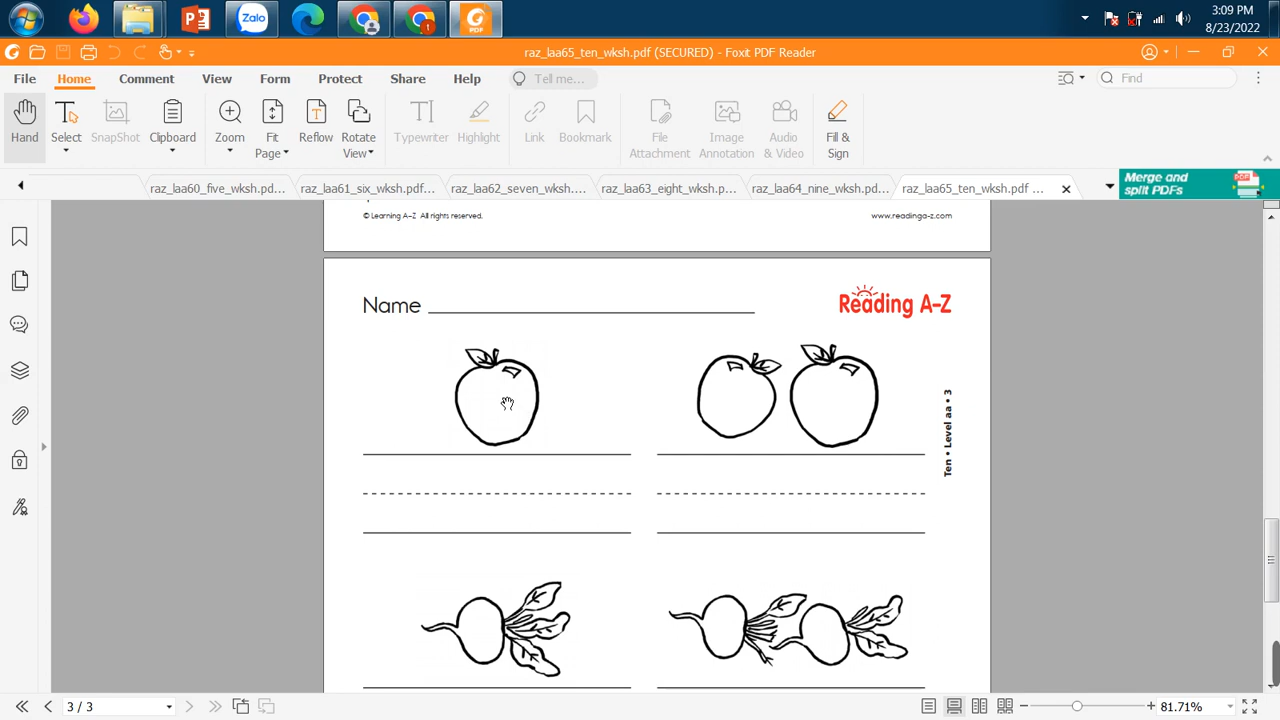 Zalo
3:09 PM
8/23/2022
raz_laa65_ten_wksh.pdf (SECURED) - Foxit PDF Reader
File Home Comment View Form Protect Share Help Tell me... Find
Hand Select SnapShot Clipboard Zoom Fit Page Reflow Rotate View Typewriter Highlight Link Bookmark File Attachment Image Annotation Audio & Video Fill & Sign
raz_laa60_five_wksh.pd... raz_laa61_six_wksh.pdf... raz_laa62_seven_wksh.... raz_laa63_eight_wksh.p... raz_laa64_nine_wksh.pd... raz_laa65_ten_wksh.pdf ... Merge and split PDFs
© Learning A–Z All rights reserved. www.readinga-z.com
Name Reading A-Z
Ten • Level aa • 3
3 / 3 81.71%